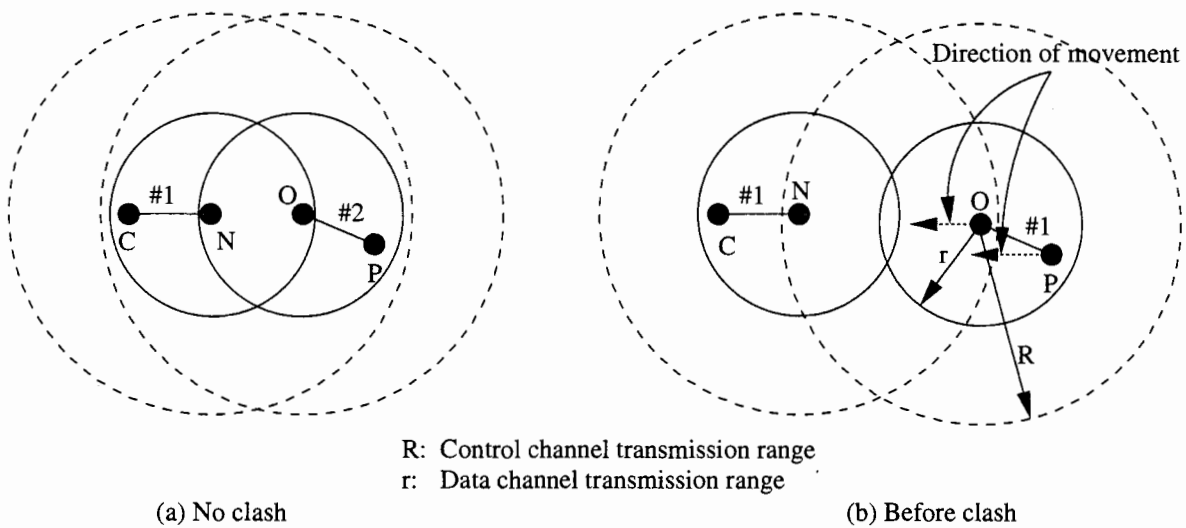 Direction of movement
#1
C
N
O
#2
P
#1
N
C
O
#1
r
P
R
R: Control channel transmission range
r: Data channel transmission range
(a) No clash
(b) Before clash